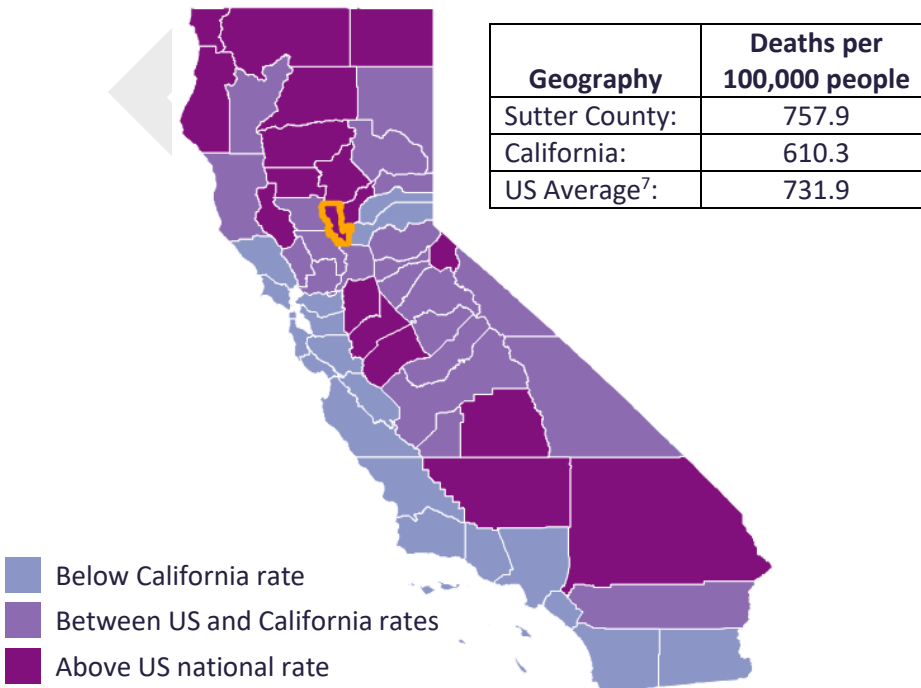 Geography
Deaths per
100,000 people
Sutter County: 757.9
California: 610.3
US Average⁷: 731.9
Below California rate
Between US and California rates
Above US national rate